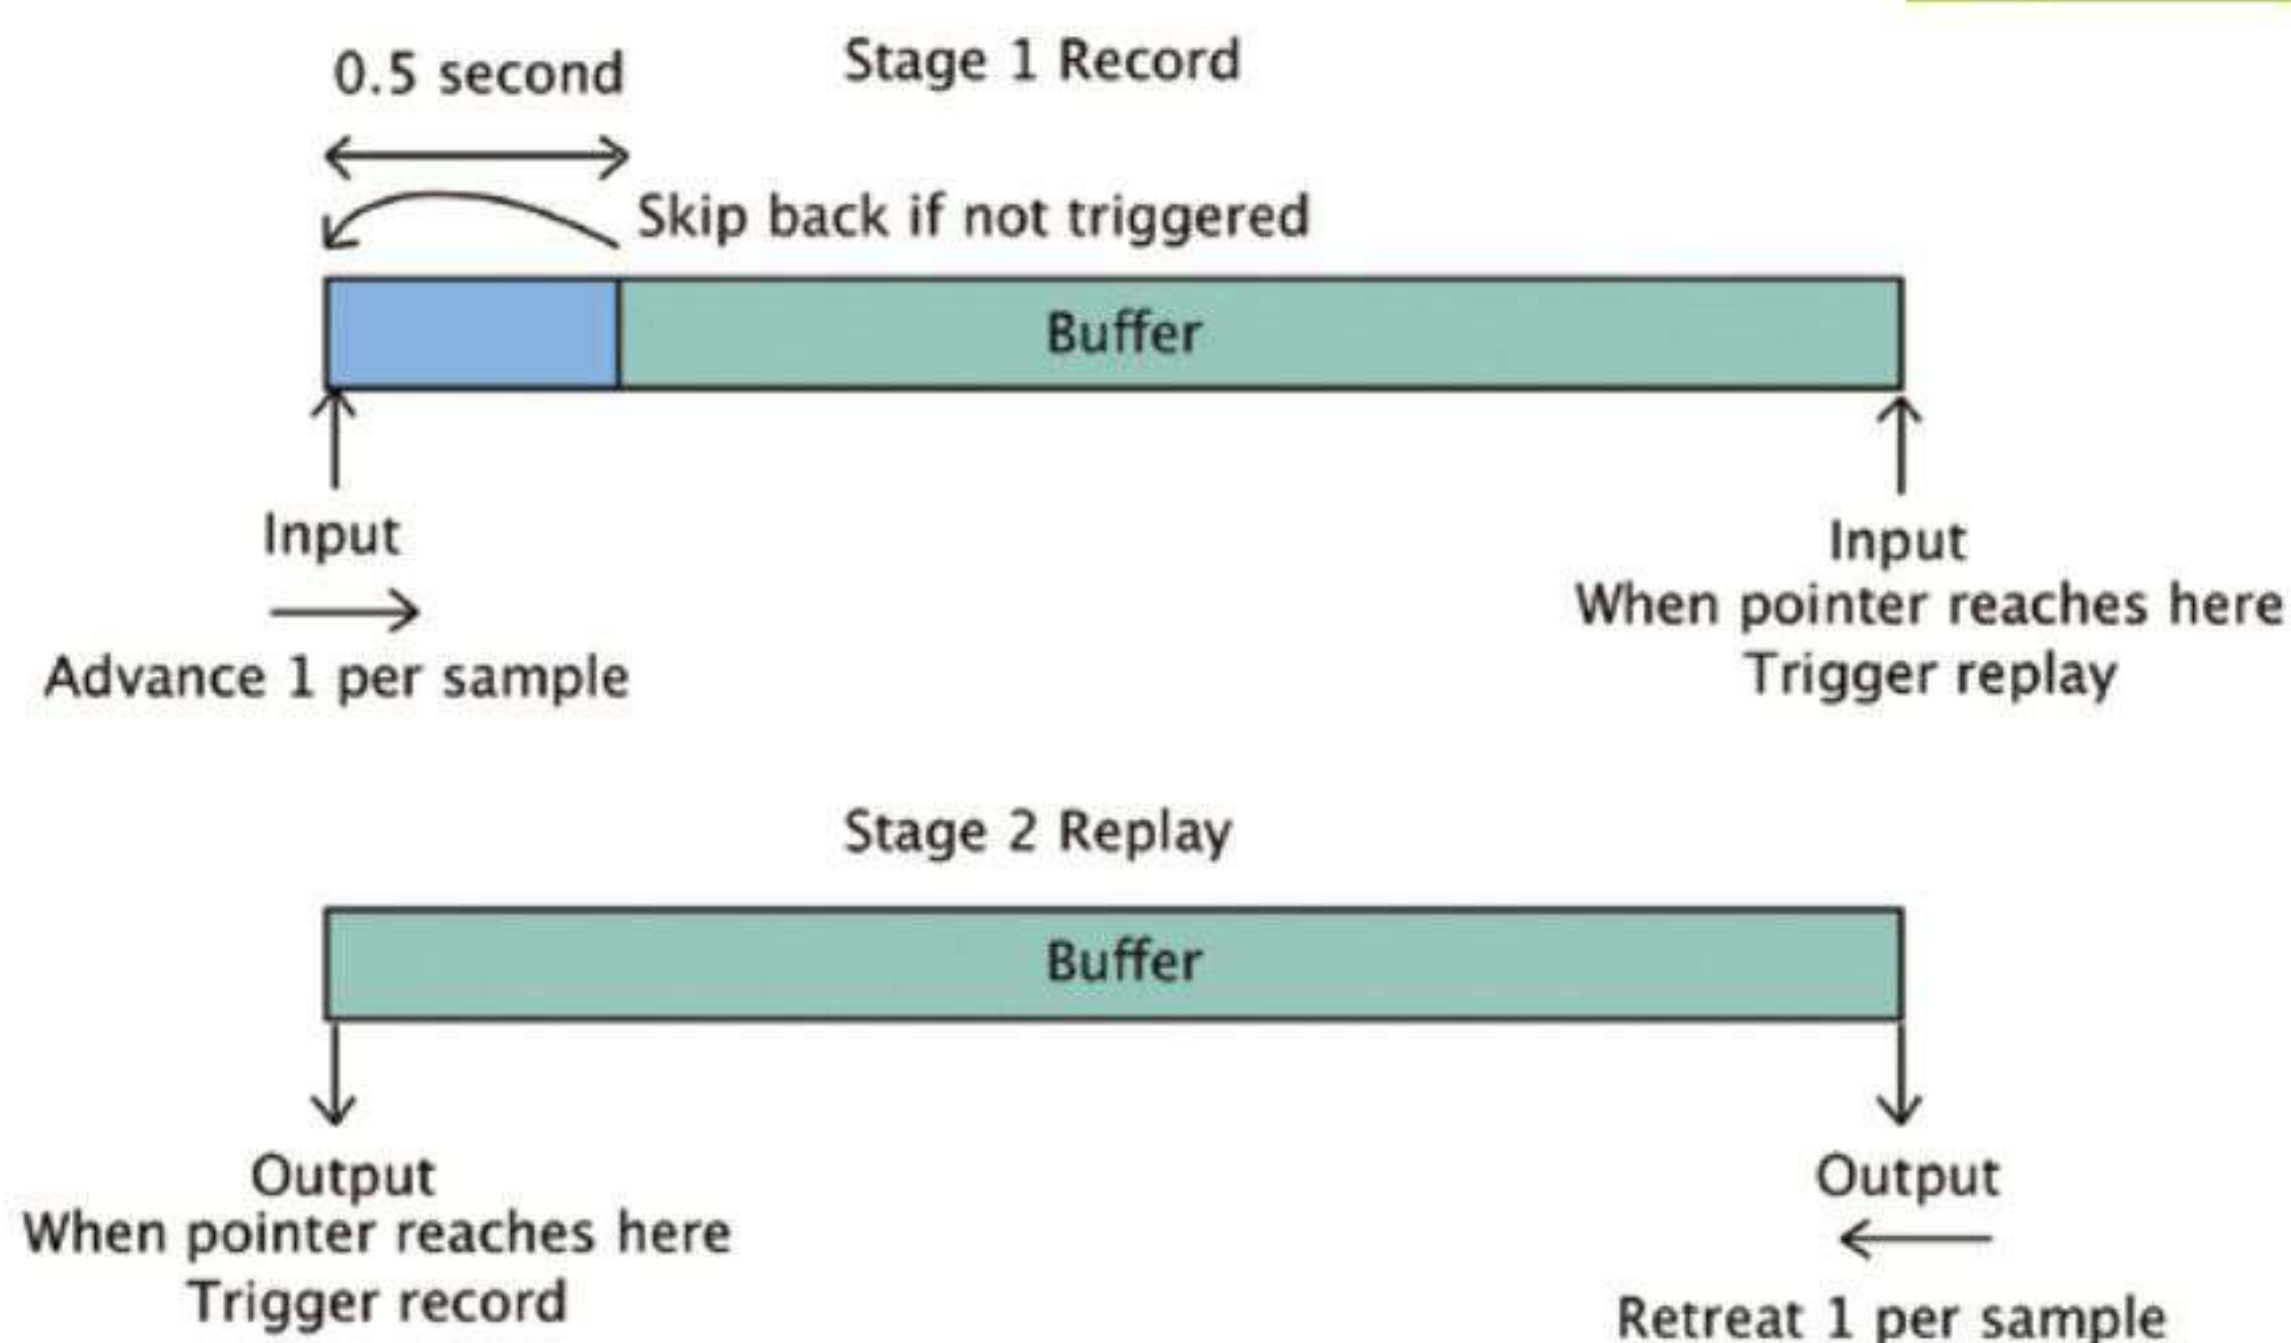 0.5 second
Stage 1 Record
Skip back if not triggered
Buffer
Input
Advance 1 per sample
Input
When pointer reaches here
Trigger replay
Stage 2 Replay
Buffer
Output
When pointer reaches here
Trigger record
Output
Retreat 1 per sample